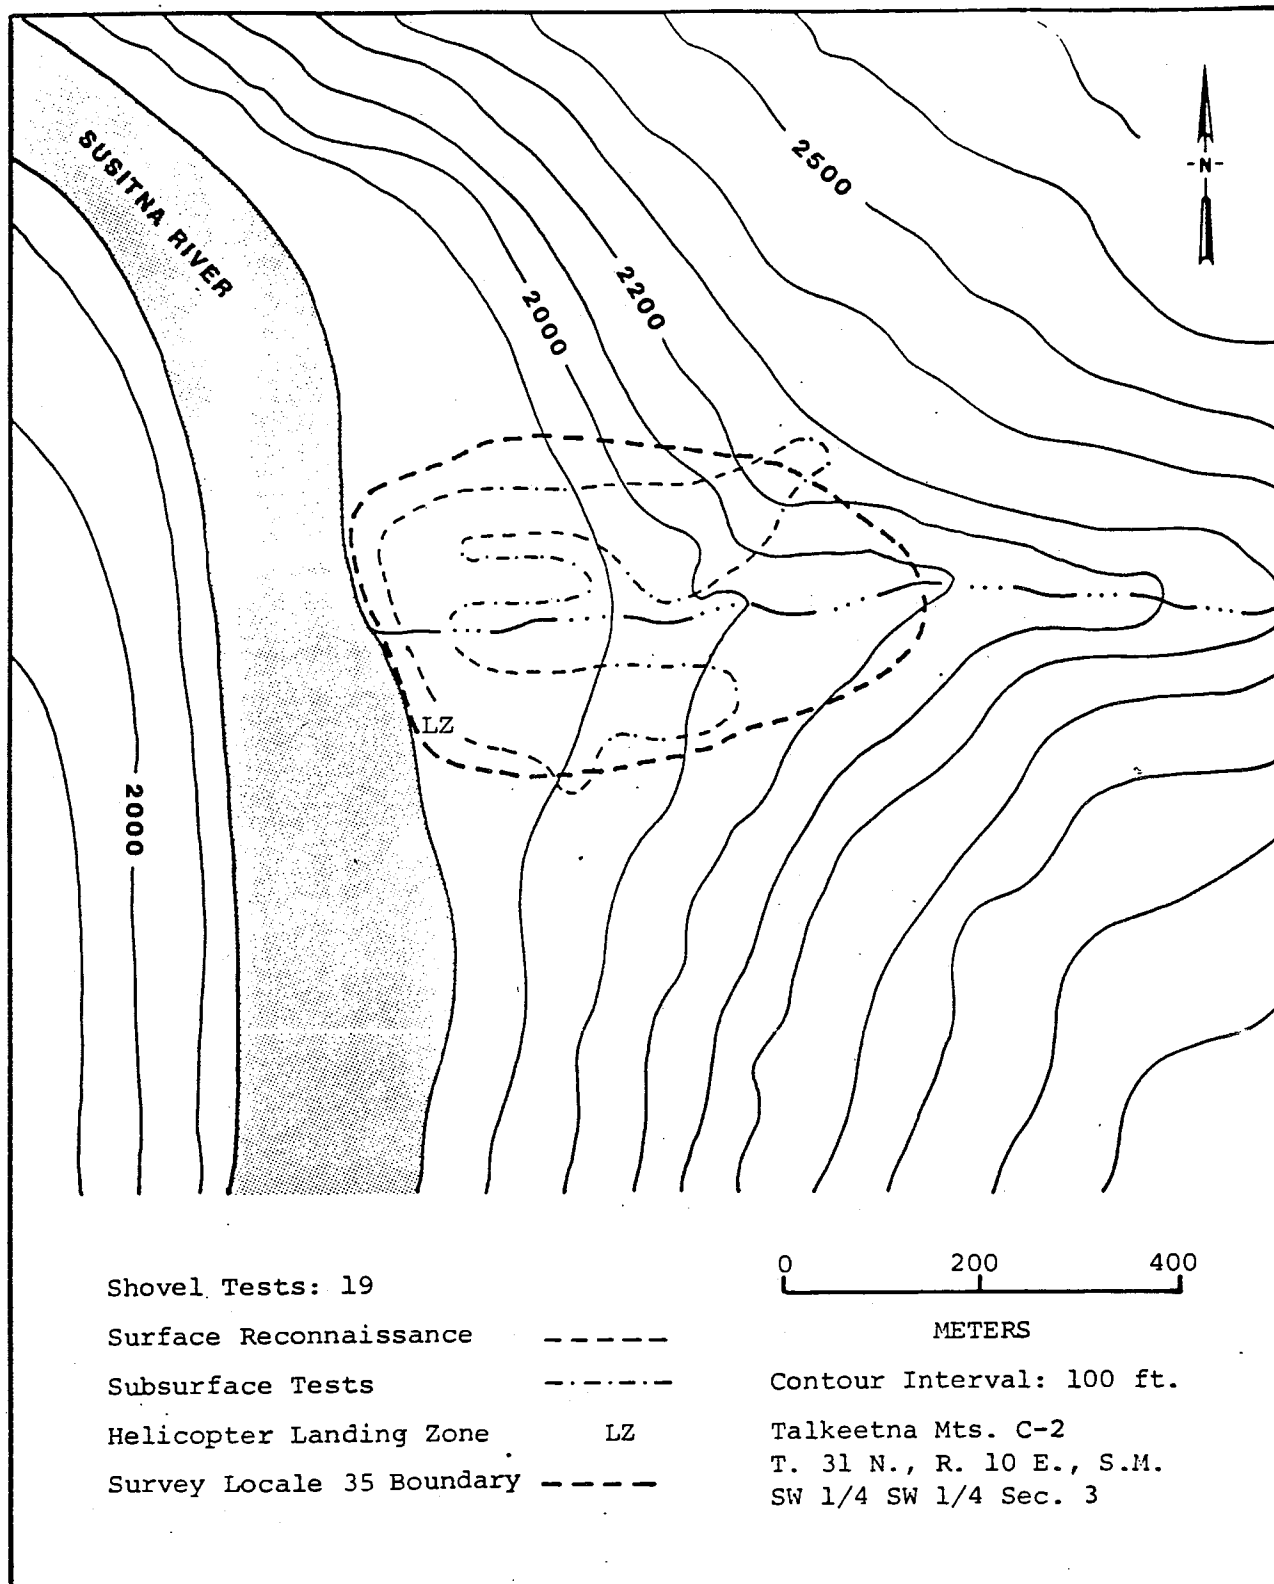 SUSITNA RIVER
2500
-N-
2200
2000
LZ
2000
0 200 400
METERS
Shovel Tests: 19
Surface Reconnaissance
Subsurface Tests
Helicopter Landing Zone LZ
Survey Locale 35 Boundary
Contour Interval: 100 ft.
Talkeetna Mts. C-2
T. 31 N., R. 10 E., S.M.
SW 1/4 SW 1/4 Sec. 3